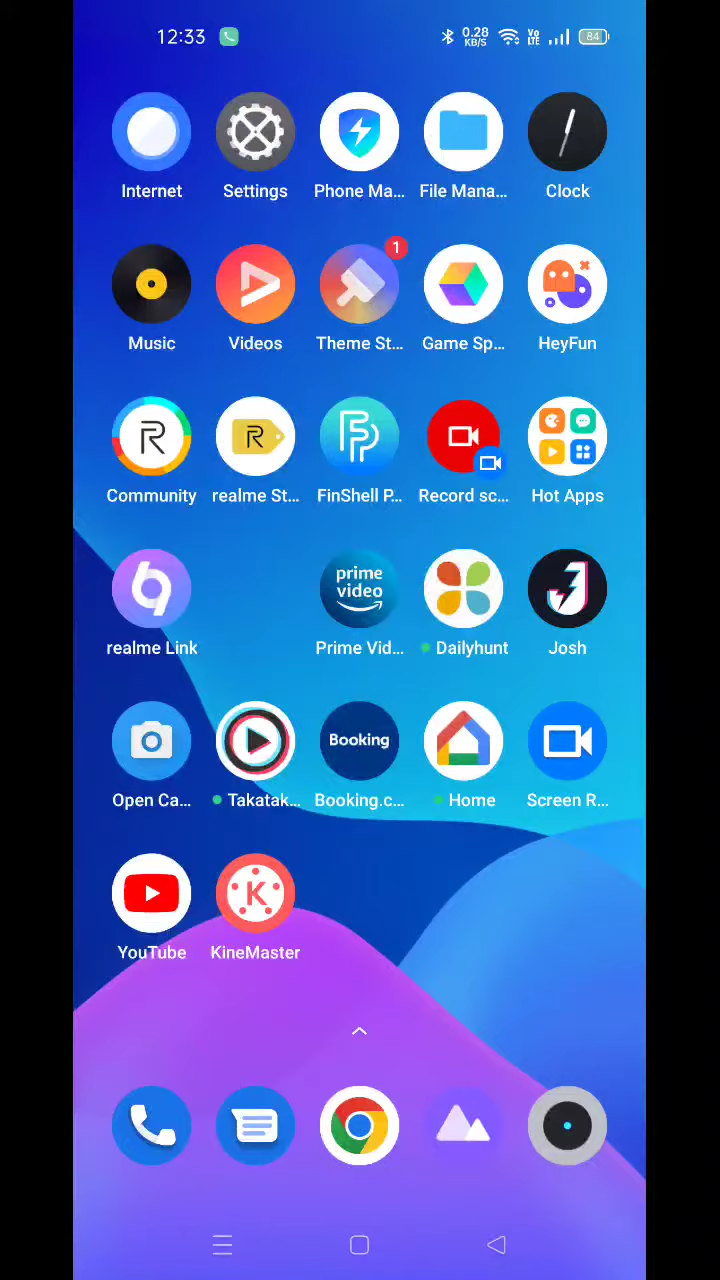 12:33 0.28 KB/S Vo LTE 84
Internet Settings Phone Ma... File Mana... Clock
1
Music Videos Theme St... Game Sp... HeyFun
R R
Community realme St... FinShell P... Record sc... Hot Apps
prime video J
realme Link Prime Vid... Dailyhunt Josh
Booking
Open Ca... Takatak... Booking.c... Home Screen R...
K
YouTube KineMaster